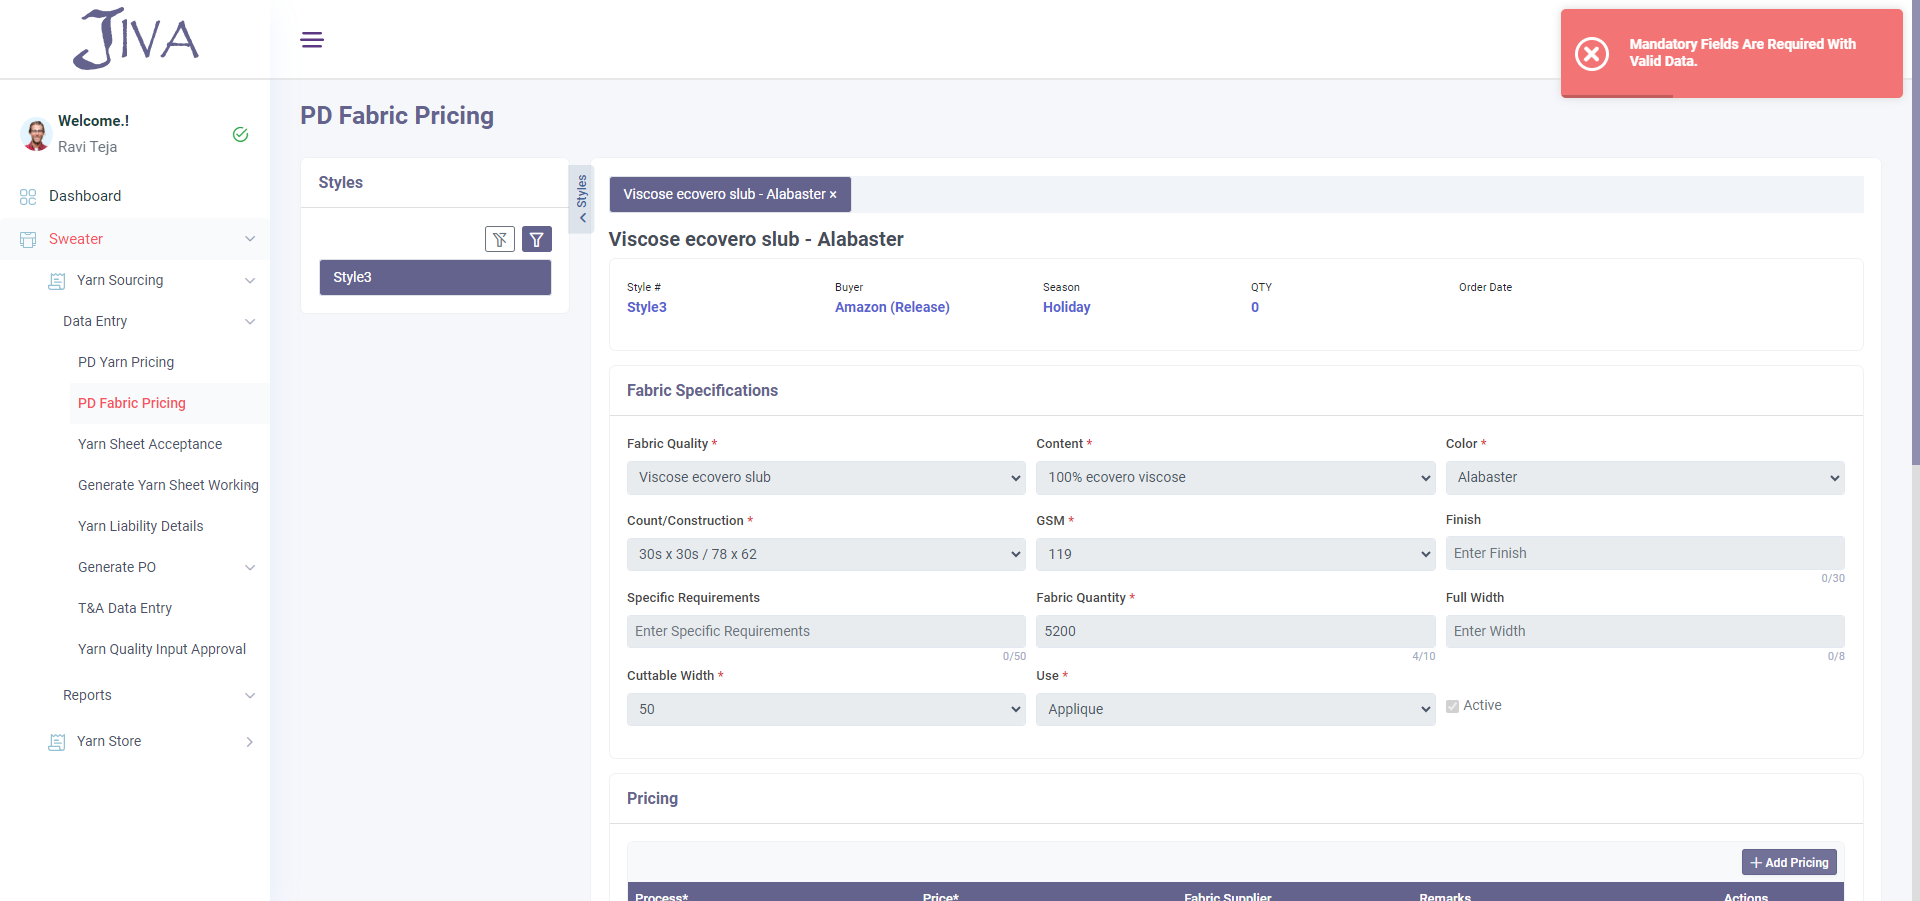 JIVA
Mandatory Fields Are Required With
Valid Data.
PD Fabric Pricing
Welcome.!
Ravi Teja
Dashboard
Sweater
Yarn Sourcing
Data Entry
PD Yarn Pricing
PD Fabric Pricing
Yarn Sheet Acceptance
Generate Yarn Sheet Working
Yarn Liability Details
Generate PO
T&A Data Entry
Yarn Quality Input Approval
Reports
Yarn Store
Styles
Style3
Styles
Viscose ecovero slub - Alabaster ×
Viscose ecovero slub - Alabaster
Style # Buyer Season QTY Order Date
Style3 Amazon (Release) Holiday 0
Fabric Specifications
Fabric Quality * Content * Color *
Viscose ecovero slub 100% ecovero viscose Alabaster
Count/Construction * GSM * Finish
30s x 30s / 78 x 62 119 Enter Finish
0/30
Specific Requirements Fabric Quantity * Full Width
Enter Specific Requirements 5200 Enter Width
0/50 4/10 0/8
Cuttable Width * Use *
50 Applique Active
Pricing
+ Add Pricing
Process* Price* Fabric Supplier Remarks Actions